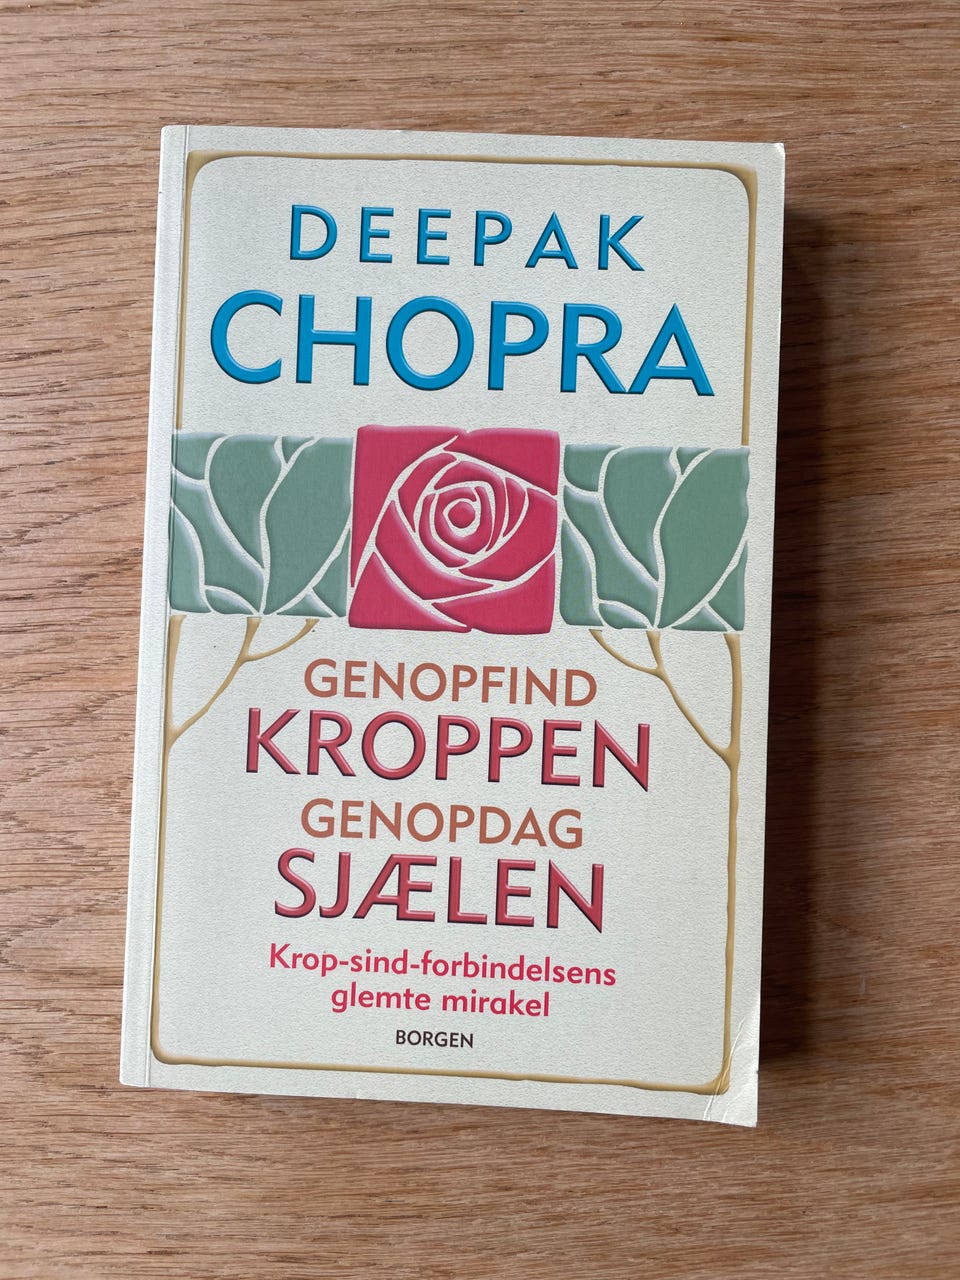 DEEPAK
CHOPRA
GENOPFIND
KROPPEN
GENOPDAG
SJÆLEN
Krop-sind-forbindelsens
glemte mirakel
BORGEN